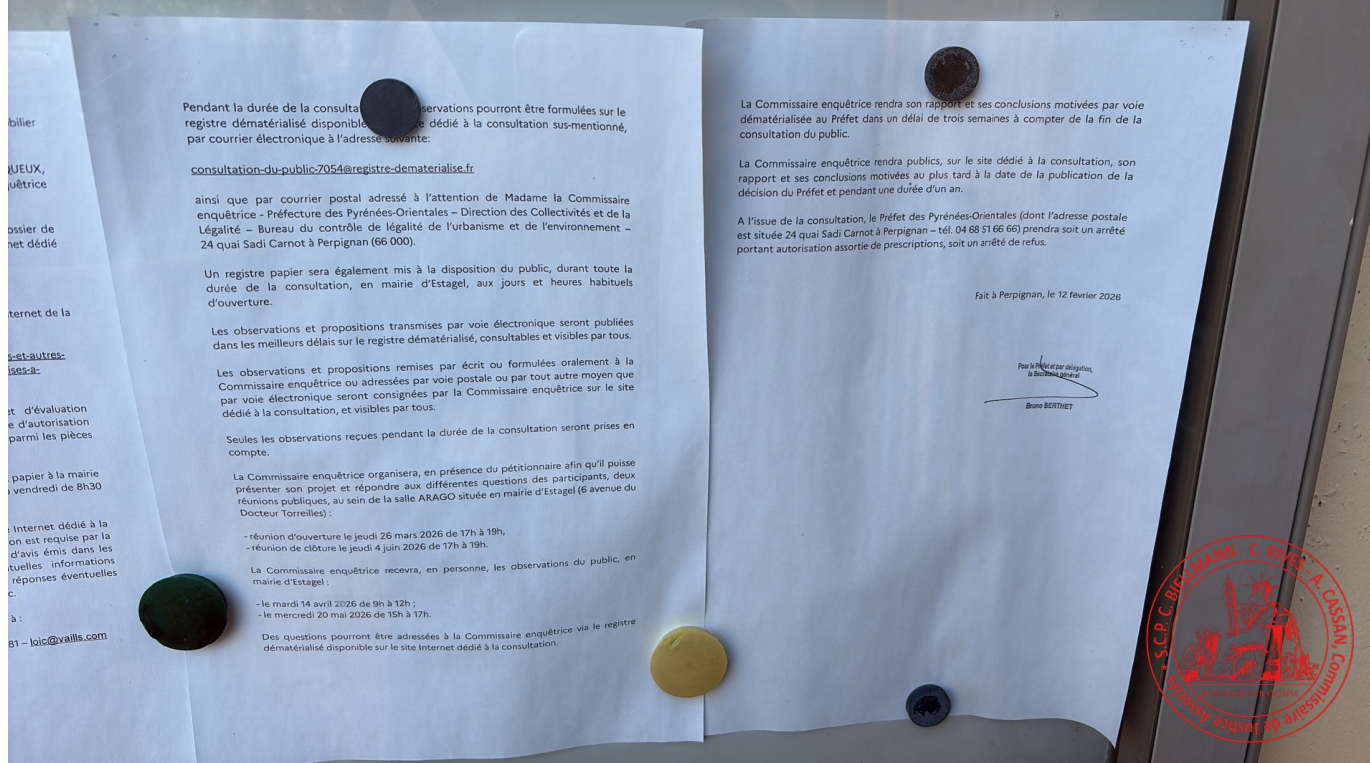 bilier
QUEUX,
uêtrice
ossier de
net dédié
ternet de la
s-et-autres-
ises-a-
t d'évaluation
e d'autorisation
parmi les pièces
papier à la mairie
vendredi de 8h30
Internet dédié à la
on est requise par la
d'avis émis dans les
tuelles informations
réponses éventuelles
c.
à :
81 – loic@vaills.com
Pendant la durée de la consulta servations pourront être formulées sur le
registre dématérialisé disponible dédié à la consultation sus-mentionné,
par courrier électronique à l'adresse suivante:
consultation-du-public-7054@registre-dematerialise.fr
ainsi que par courrier postal adressé à l'attention de Madame la Commissaire
enquêtrice - Préfecture des Pyrénées-Orientales – Direction des Collectivités et de la
Légalité – Bureau du contrôle de légalité de l'urbanisme et de l'environnement –
24 quai Sadi Carnot à Perpignan (66 000).
Un registre papier sera également mis à la disposition du public, durant toute la
durée de la consultation, en mairie d'Estagel, aux jours et heures habituels
d'ouverture.
Les observations et propositions transmises par voie électronique seront publiées
dans les meilleurs délais sur le registre dématérialisé, consultables et visibles par tous.
Les observations et propositions remises par écrit ou formulées oralement à la
Commissaire enquêtrice ou adressées par voie postale ou par tout autre moyen que
par voie électronique seront consignées par la Commissaire enquêtrice sur le site
dédié à la consultation, et visibles par tous.
Seules les observations reçues pendant la durée de la consultation seront prises en
compte.
La Commissaire enquêtrice organisera, en présence du pétitionnaire afin qu'il puisse
présenter son projet et répondre aux différentes questions des participants, deux
réunions publiques, au sein de la salle ARAGO située en mairie d'Estagel (6 avenue du
Docteur Torreilles) :
- réunion d'ouverture le jeudi 26 mars 2026 de 17h à 19h,
- réunion de clôture le jeudi 4 juin 2026 de 17h à 19h.
La Commissaire enquêtrice recevra, en personne, les observations du public, en
mairie d'Estagel :
- le mardi 14 avril 2026 de 9h à 12h ;
- le mercredi 20 mai 2026 de 15h à 17h.
Des questions pourront être adressées à la Commissaire enquêtrice via le registre
dématérialisé disponible sur le site Internet dédié à la consultation.
La Commissaire enquêtrice rendra son rapport et ses conclusions motivées par voie
dématérialisée au Préfet dans un délai de trois semaines à compter de la fin de la
consultation du public.
La Commissaire enquêtrice rendra publics, sur le site dédié à la consultation, son
rapport et ses conclusions motivées au plus tard à la date de la publication de la
décision du Préfet et pendant une durée d'un an.
A l'issue de la consultation, le Préfet des Pyrénées-Orientales (dont l'adresse postale
est située 24 quai Sadi Carnot à Perpignan – tél. 04 68 51 66 66) prendra soit un arrêté
portant autorisation assortie de prescriptions, soit un arrêté de refus.
Fait à Perpignan, le 12 février 2026
Pour le Préfet et par délégation,
le Secrétaire général
Bruno BERTHET
S.C.P. C. BIELLMANN - C. RIVES - A. CASSAN, Commissaire de Justice Associés